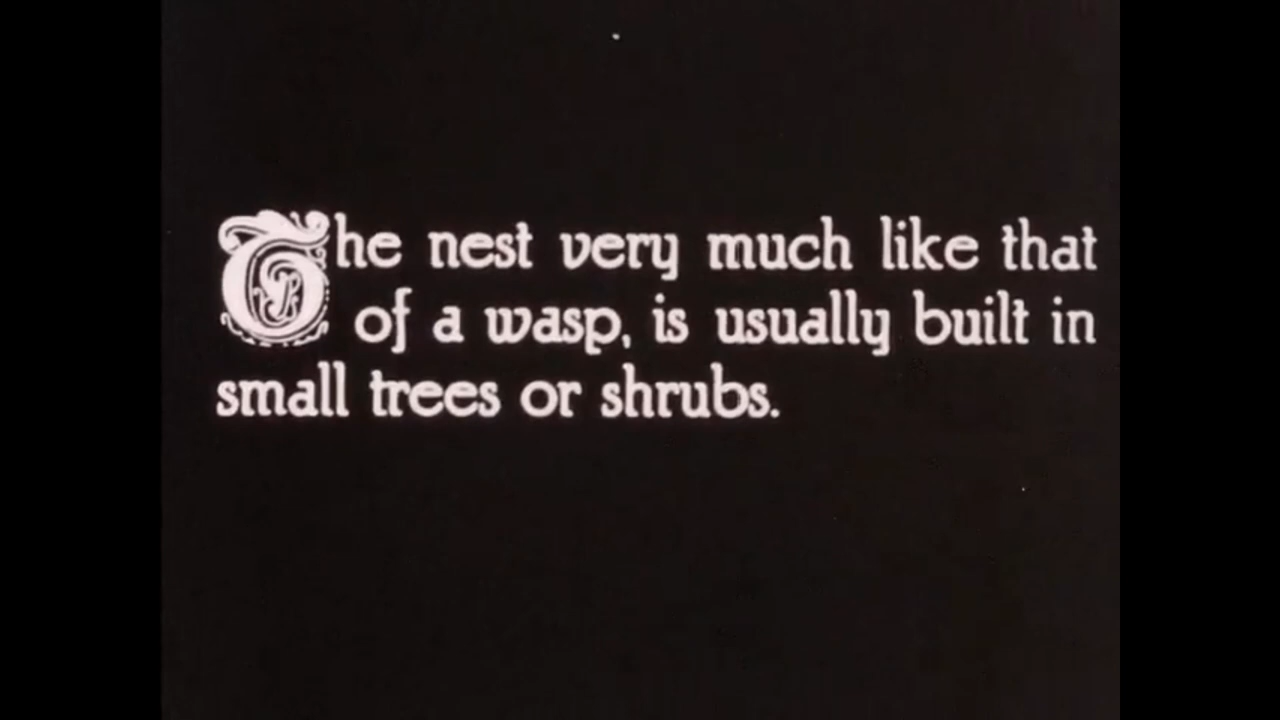 The nest very much like that
of a wasp, is usually built in
small trees or shrubs.